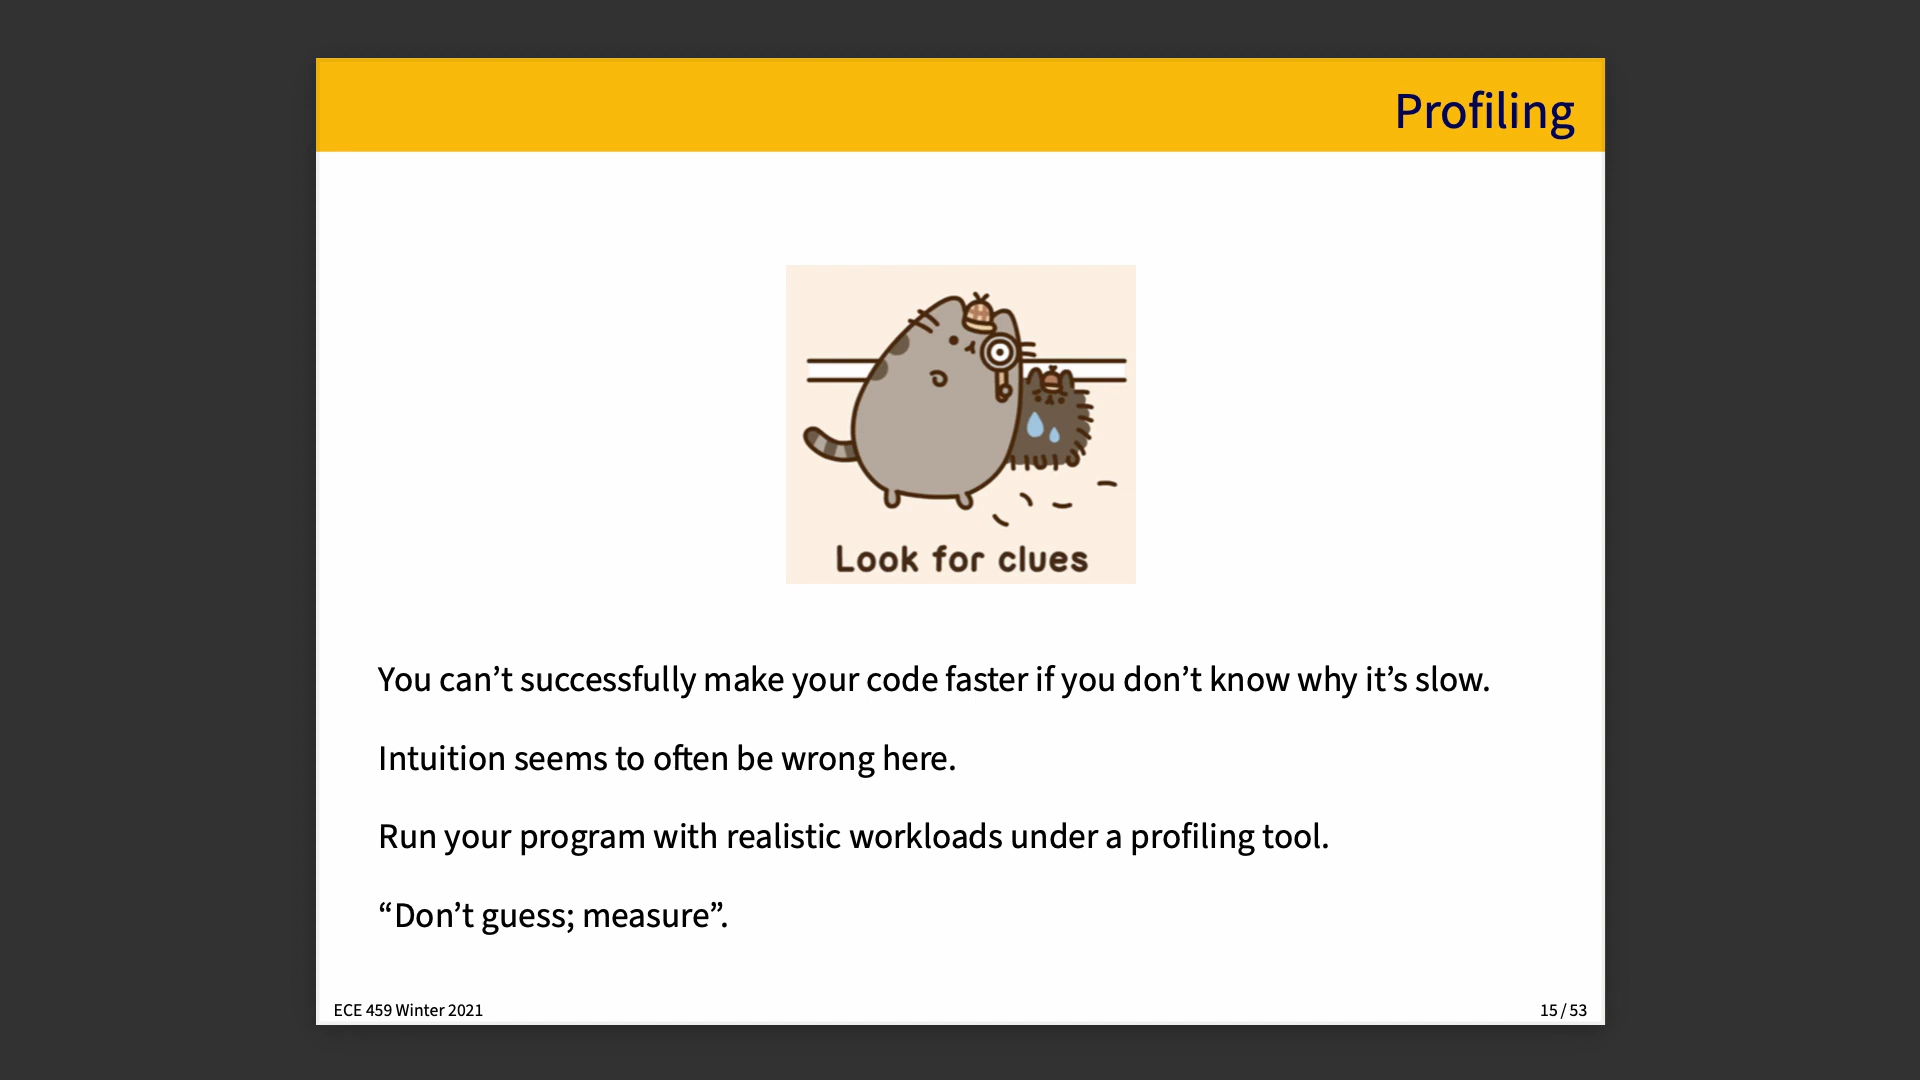 Profiling
Look for clues
You can’t successfully make your code faster if you don’t know why it’s slow.
Intuition seems to often be wrong here.
Run your program with realistic workloads under a profiling tool.
“Don’t guess; measure”.
ECE 459 Winter 2021
15 / 53